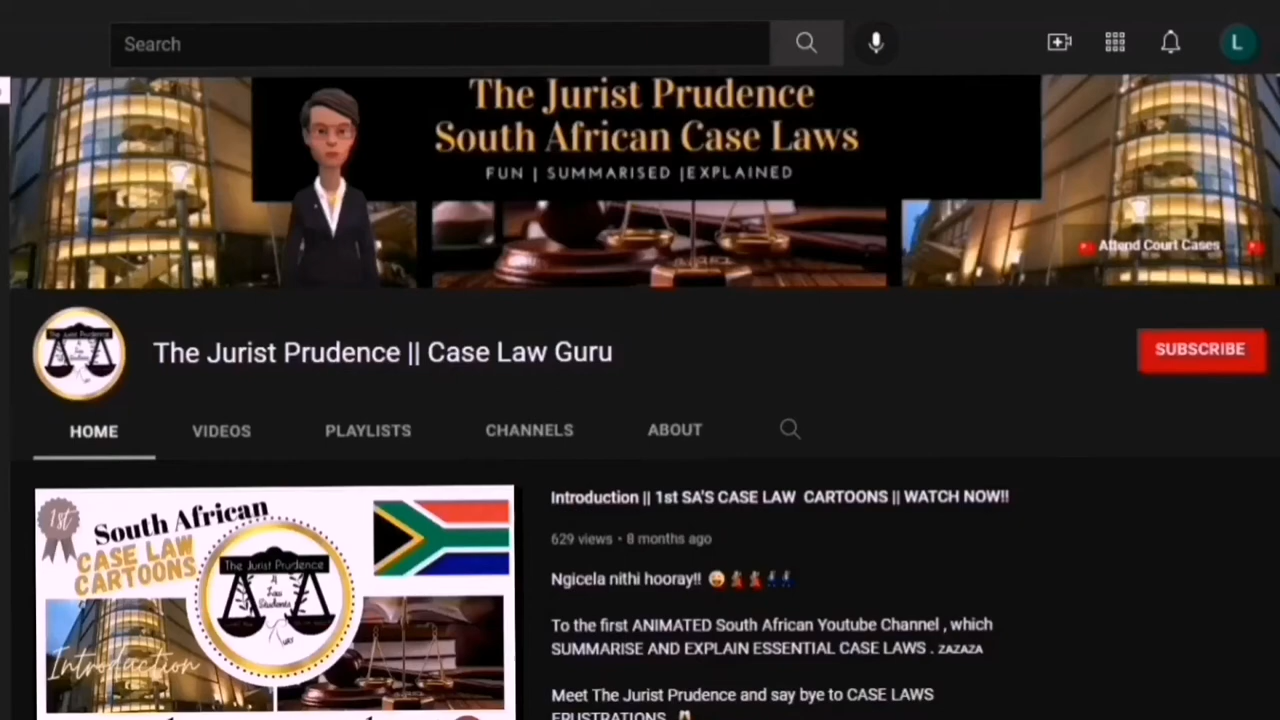 Search
L
The Jurist Prudence
South African Case Laws
FUN | SUMMARISED |EXPLAINED
Attend Court Cases
The Jurist Prudence || Case Law Guru
SUBSCRIBE
HOME
VIDEOS
PLAYLISTS
CHANNELS
ABOUT
1st
South African
CASE LAW
CARTOONS
The Jurist Prudence
4
Law
Students
Introduction
Introduction || 1st SA'S CASE LAW CARTOONS || WATCH NOW!!
629 views • 8 months ago
Ngicela nithi hooray!! 🤪💃💃👯👯
To the first ANIMATED South African Youtube Channel , which
SUMMARISE AND EXPLAIN ESSENTIAL CASE LAWS . ZAZAZA
Meet The Jurist Prudence and say bye to CASE LAWS
FRUSTRATIONS